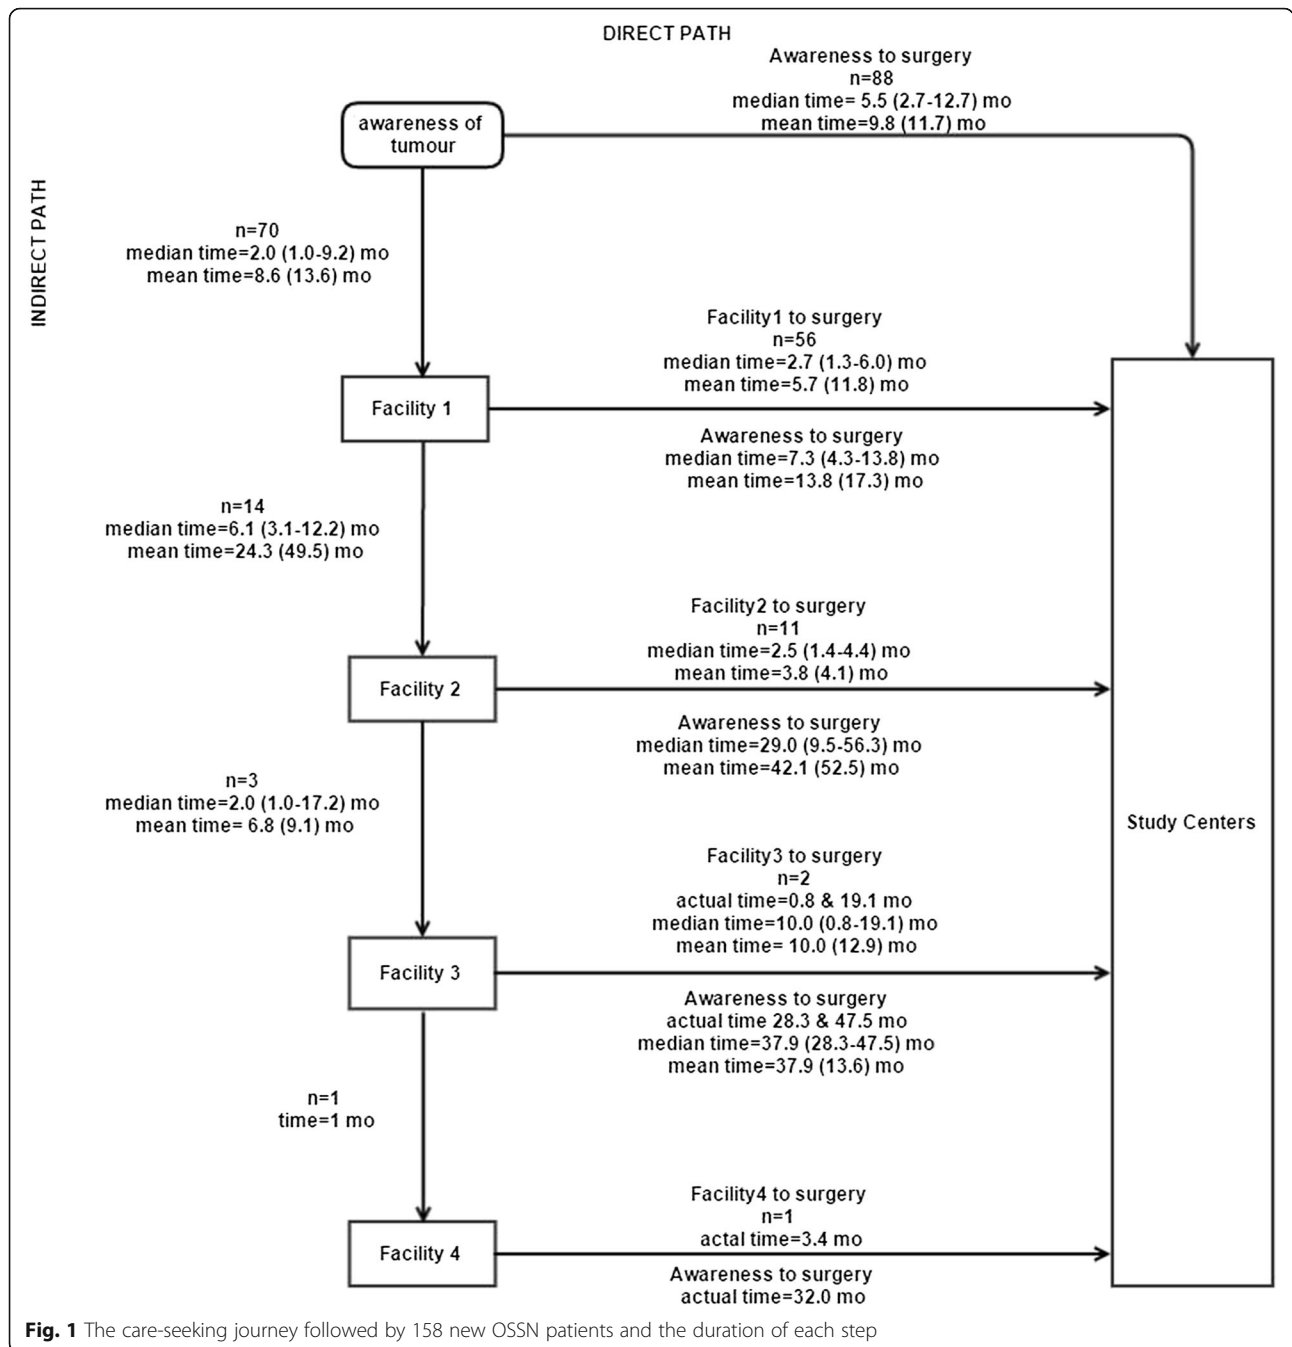 DIRECT PATH
Awareness to surgery
n=88
median time= 5.5 (2.7-12.7) mo
mean time=9.8 (11.7) mo
awareness of
tumour
INDIRECT PATH
n=70
median time=2.0 (1.0-9.2) mo
mean time=8.6 (13.6) mo
Facility1 to surgery
n=56
median time=2.7 (1.3-6.0) mo
mean time=5.7 (11.8) mo
Facility 1
Awareness to surgery
median time=7.3 (4.3-13.8) mo
mean time=13.8 (17.3) mo
n=14
median time=6.1 (3.1-12.2) mo
mean time=24.3 (49.5) mo
Facility2 to surgery
n=11
median time=2.5 (1.4-4.4) mo
mean time=3.8 (4.1) mo
Facility 2
Awareness to surgery
median time=29.0 (9.5-56.3) mo
mean time=42.1 (52.5) mo
n=3
median time=2.0 (1.0-17.2) mo
mean time= 6.8 (9.1) mo
Study Centers
Facility3 to surgery
n=2
actual time=0.8 & 19.1 mo
median time=10.0 (0.8-19.1) mo
mean time= 10.0 (12.9) mo
Facility 3
Awareness to surgery
actual time 28.3 & 47.5 mo
median time=37.9 (28.3-47.5) mo
mean time=37.9 (13.6) mo
n=1
time=1 mo
Facility4 to surgery
n=1
actal time=3.4 mo
Facility 4
Awareness to surgery
actual time=32.0 mo
Fig. 1 The care-seeking journey followed by 158 new OSSN patients and the duration of each step